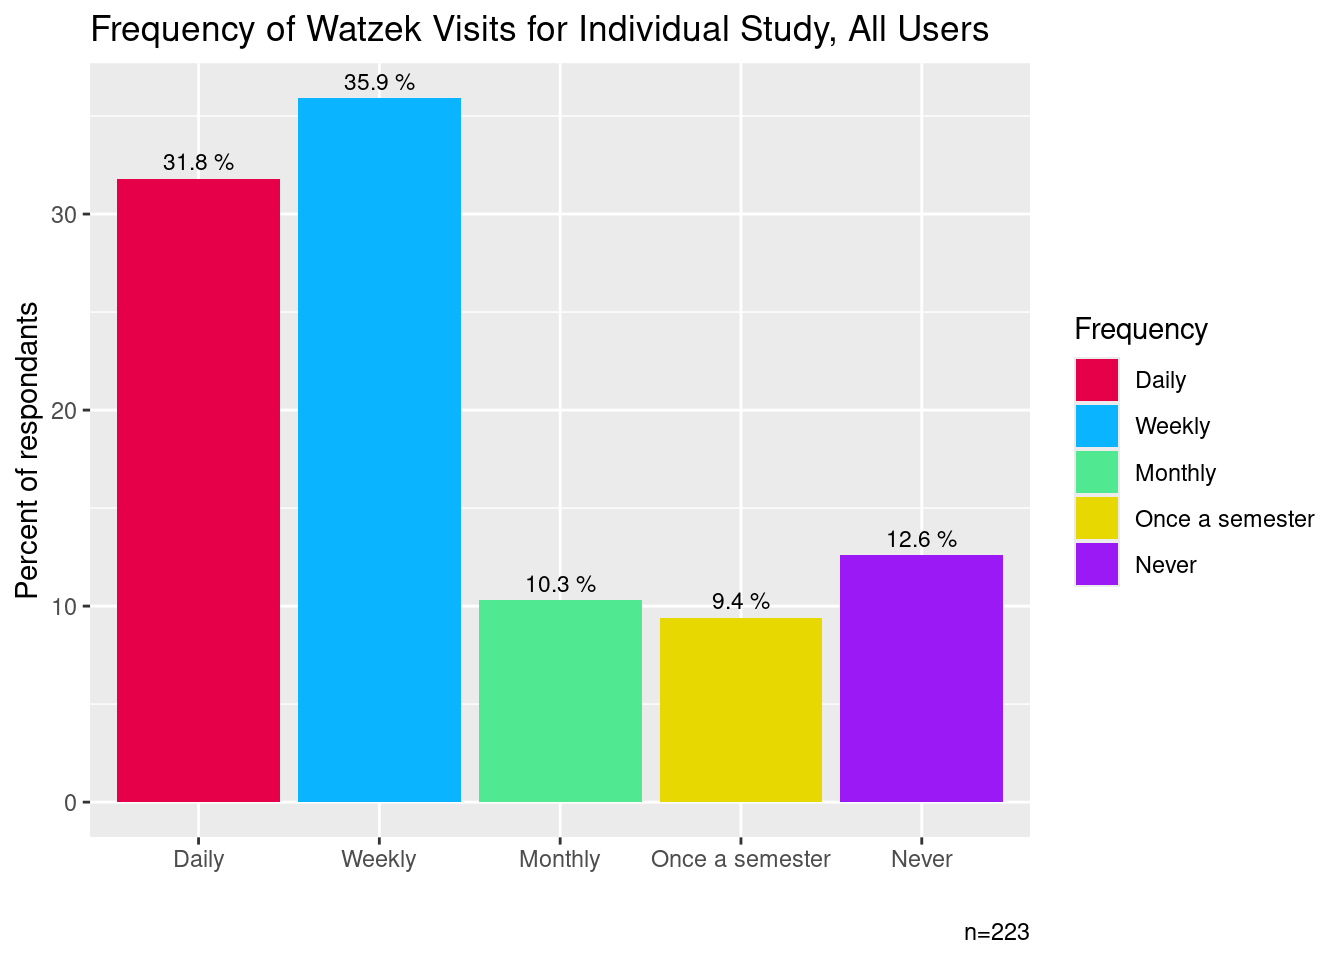 Frequency of Watzek Visits for Individual Study, All Users
35.9 %
31.8 %
12.6 %
10.3 %
9.4 %
Percent of respondants
30
20
10
0
Daily
Weekly
Monthly
Once a semester
Never
Frequency
Daily
Weekly
Monthly
Once a semester
Never
n=223